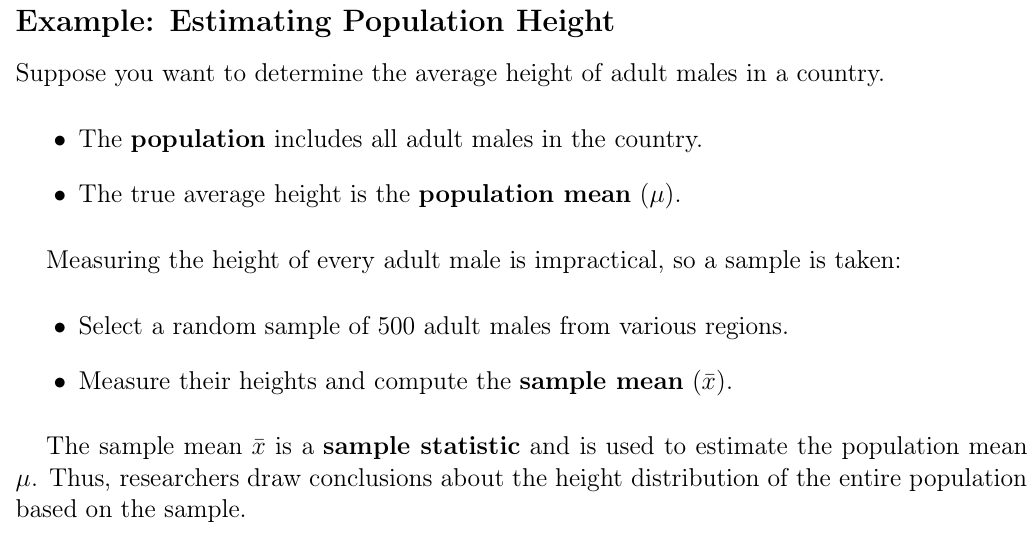 Example: Estimating Population Height
Suppose you want to determine the average height of adult males in a country.
• The population includes all adult males in the country.
• The true average height is the population mean (μ).
Measuring the height of every adult male is impractical, so a sample is taken:
• Select a random sample of 500 adult males from various regions.
• Measure their heights and compute the sample mean (x̄).
The sample mean x̄ is a sample statistic and is used to estimate the population mean
μ. Thus, researchers draw conclusions about the height distribution of the entire population
based on the sample.